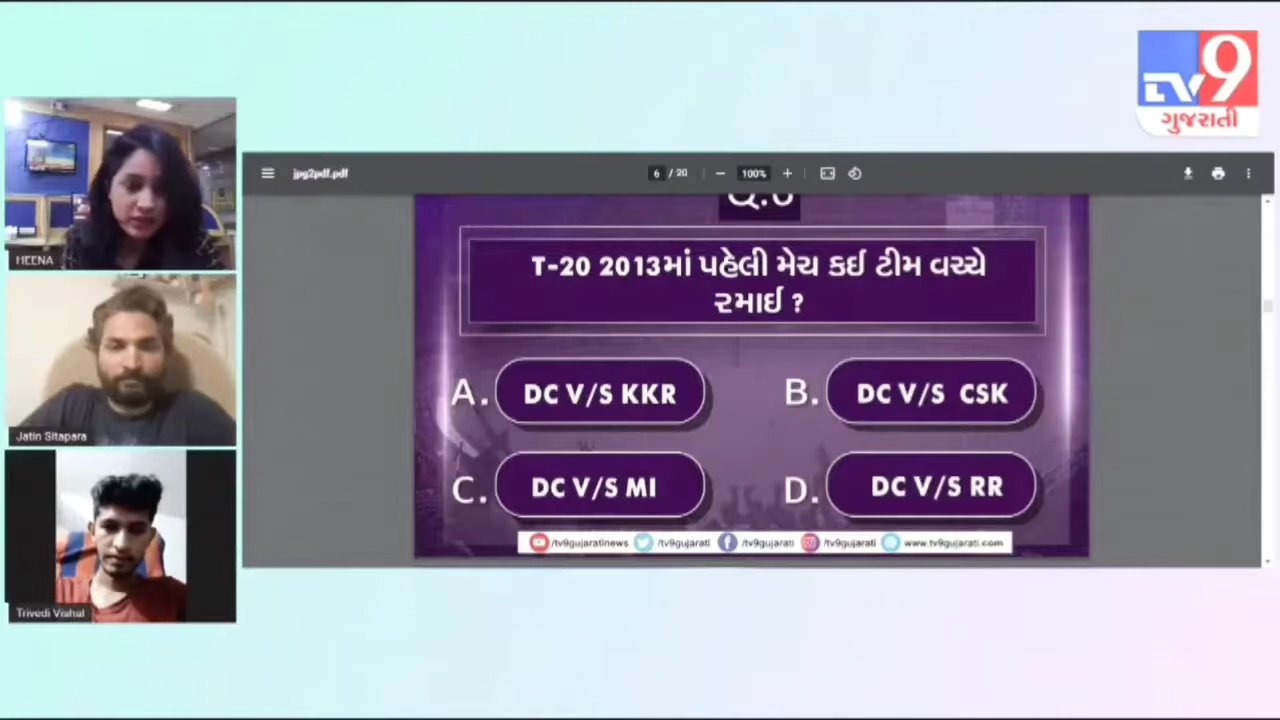 TV9
ગુજરાતી
HEENA
Jatin Sitapara
Trivedi Vishal
jpg2pdf.pdf
6 / 20
100%
T-20 2013માં પહેલી મેચ કઈ ટીમ વચ્ચે
રમાઈ ?
A. DC V/S KKR
B. DC V/S CSK
C. DC V/S MI
D. DC V/S RR
/tv9gujaratinews /tv9gujarati /tv9gujarati /tv9gujarati www.tv9gujarati.com